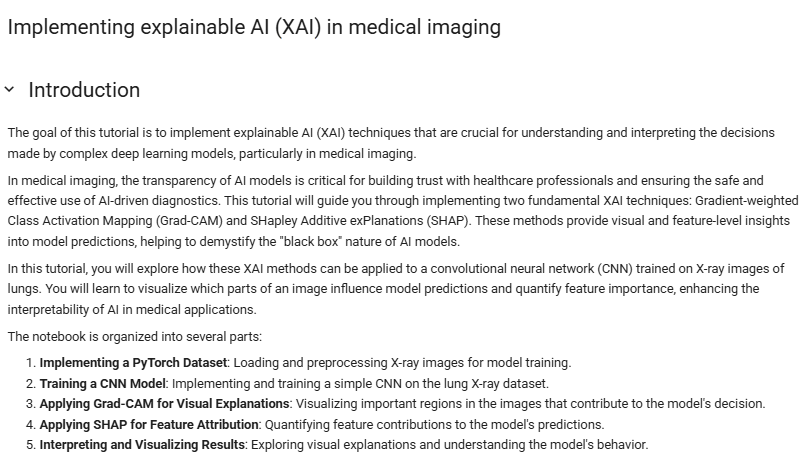 Implementing explainable AI (XAI) in medical imaging
Introduction
The goal of this tutorial is to implement explainable AI (XAI) techniques that are crucial for understanding and interpreting the decisions
made by complex deep learning models, particularly in medical imaging.
In medical imaging, the transparency of AI models is critical for building trust with healthcare professionals and ensuring the safe and
effective use of AI-driven diagnostics. This tutorial will guide you through implementing two fundamental XAI techniques: Gradient-weighted
Class Activation Mapping (Grad-CAM) and SHapley Additive exPlanations (SHAP). These methods provide visual and feature-level insights
into model predictions, helping to demystify the "black box" nature of AI models.
In this tutorial, you will explore how these XAI methods can be applied to a convolutional neural network (CNN) trained on X-ray images of
lungs. You will learn to visualize which parts of an image influence model predictions and quantify feature importance, enhancing the
interpretability of AI in medical applications.
The notebook is organized into several parts:
1. Implementing a PyTorch Dataset: Loading and preprocessing X-ray images for model training.
2. Training a CNN Model: Implementing and training a simple CNN on the lung X-ray dataset.
3. Applying Grad-CAM for Visual Explanations: Visualizing important regions in the images that contribute to the model's decision.
4. Applying SHAP for Feature Attribution: Quantifying feature contributions to the model's predictions.
5. Interpreting and Visualizing Results: Exploring visual explanations and understanding the model's behavior.